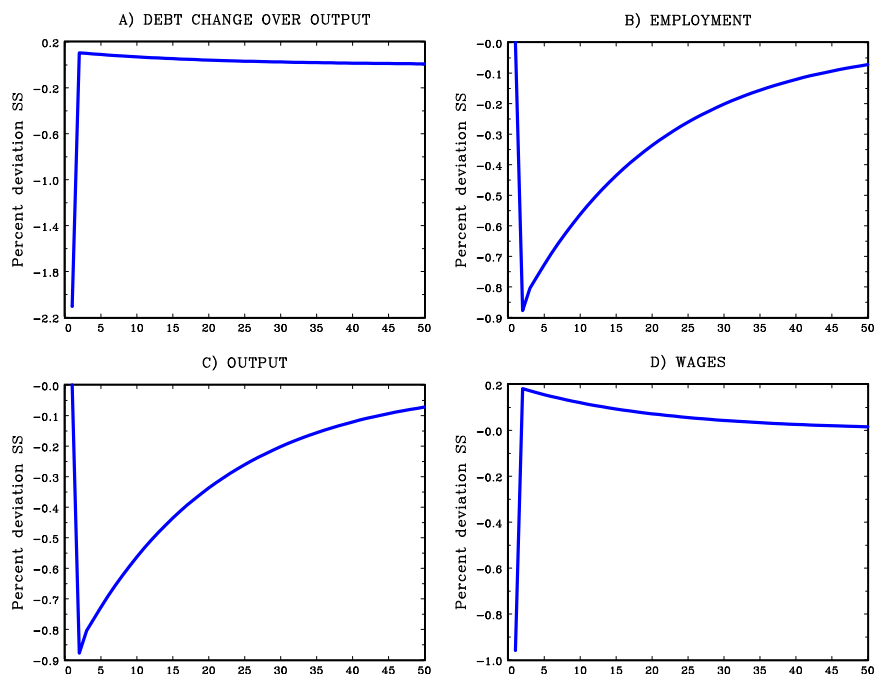 A) DEBT CHANGE OVER OUTPUT
Percent deviation SS
0.2
-0.2
-0.6
-1.0
-1.4
-1.8
-2.2
0 5 10 15 20 25 30 35 40 45 50
B) EMPLOYMENT
Percent deviation SS
-0.0
-0.1
-0.2
-0.3
-0.4
-0.5
-0.6
-0.7
-0.8
-0.9
0 5 10 15 20 25 30 35 40 45 50
C) OUTPUT
Percent deviation SS
-0.0
-0.1
-0.2
-0.3
-0.4
-0.5
-0.6
-0.7
-0.8
-0.9
0 5 10 15 20 25 30 35 40 45 50
D) WAGES
Percent deviation SS
0.2
-0.0
-0.2
-0.4
-0.6
-0.8
-1.0
0 5 10 15 20 25 30 35 40 45 50